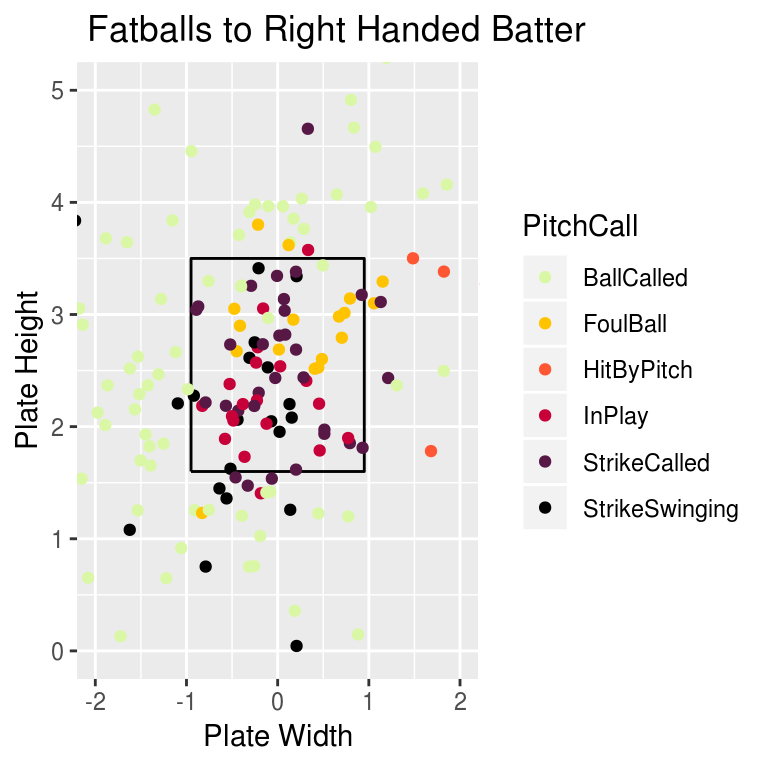 Fatballs to Right Handed Batter
5
4
3
2
1
0
Plate Height
-2
-1
0
1
2
Plate Width
PitchCall
BallCalled
FoulBall
HitByPitch
InPlay
StrikeCalled
StrikeSwinging